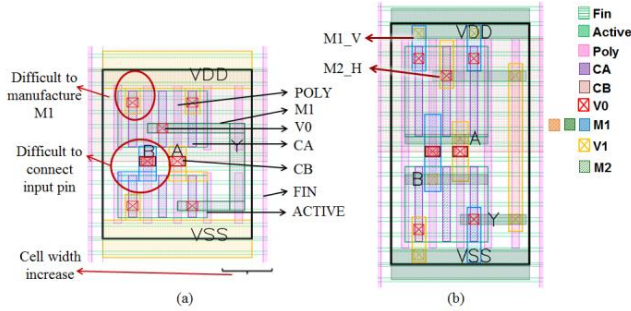 Difficult to
manufacture
M1
Difficult to
connect
input pin
Cell width
increase
VDD
B
A
Y
VSS
POLY
M1
V0
CA
CB
FIN
ACTIVE
(a)
M1_V
M2_H
VDD
A
B
Y
VSS
(b)
Fin
Active
Poly
CA
CB
V0
M1
V1
M2